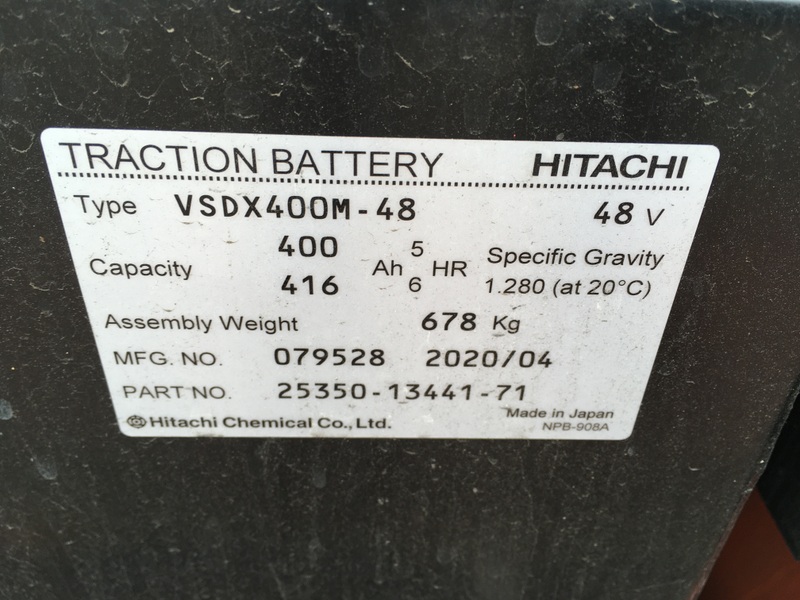 TRACTION BATTERY HITACHI
Type VSDX400M-48 48 V
Capacity 400 416 Ah 5 6 HR Specific Gravity 1.280 (at 20°C)
Assembly Weight 678 Kg
MFG. NO. 079528 2020/04
PART NO. 25350-13441-71
Hitachi Chemical Co., Ltd. Made in Japan
NPB-908A